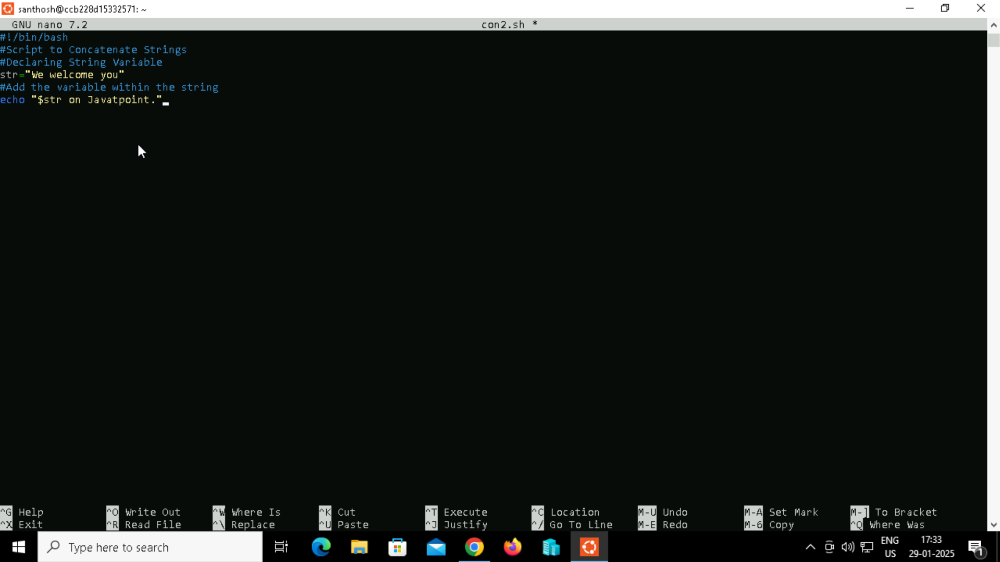 santhosh@ccb228d15332571: ~
GNU nano 7.2 con2.sh *
#!/bin/bash
#Script to Concatenate Strings
#Declaring String Variable
str="We welcome you"
#Add the variable within the string
echo "$str on Javatpoint."
^G Help ^O Write Out ^W Where Is ^K Cut ^T Execute ^C Location M-U Undo M-A Set Mark M-] To Bracket
^X Exit ^R Read File ^\ Replace ^U Paste ^J Justify ^/ Go To Line M-E Redo M-6 Copy ^Q Where Was
Type here to search
ENG
US
17:33
29-01-2025
1